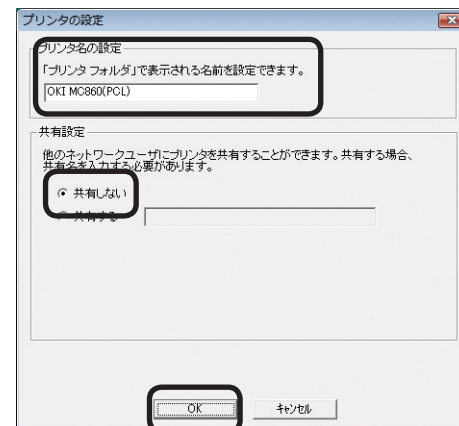 プリンタの設定
プリンタ名の設定
「プリンタ フォルダ」で表示される名前を設定できます。
OKI MC860(PCL)
共有設定
他のネットワークユーザにプリンタを共有することができます。共有する場合、
共有名を入力する必要があります。
共有しない
共有する
OK
キャンセル